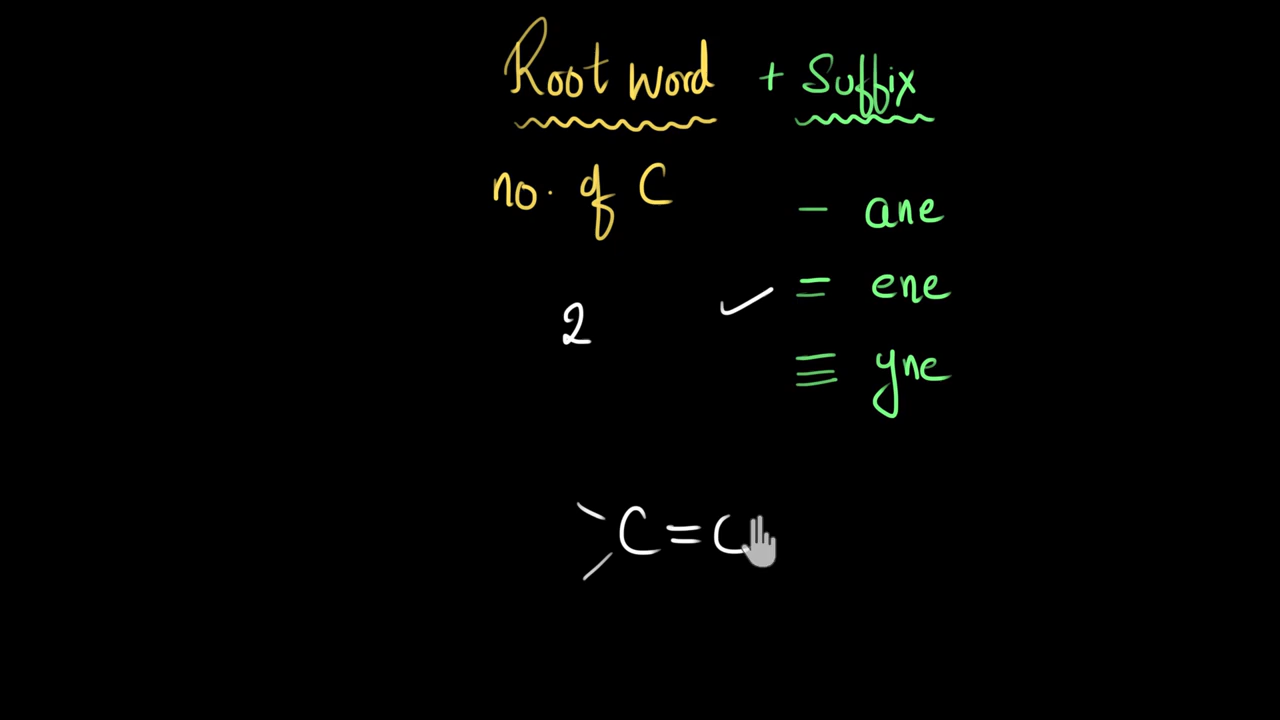 Root word + Suffix
no. of C
- ane
2 ✓ = ene
≡ yne
C=C